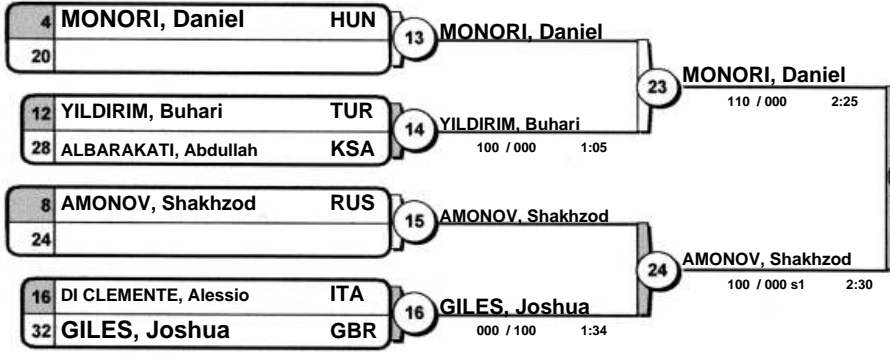 4 MONORI, Daniel HUN
20
13 MONORI, Daniel
12 YILDIRIM, Buhari TUR
28 ALBARAKATI, Abdullah KSA
14 YILDIRIM, Buhari
100 / 000 1:05
23 MONORI, Daniel
110 / 000 2:25
8 AMONOV, Shakhzod RUS
24
15 AMONOV, Shakhzod
16 DI CLEMENTE, Alessio ITA
32 GILES, Joshua GBR
16 GILES, Joshua
000 / 100 1:34
24 AMONOV, Shakhzod
100 / 000 s1 2:30